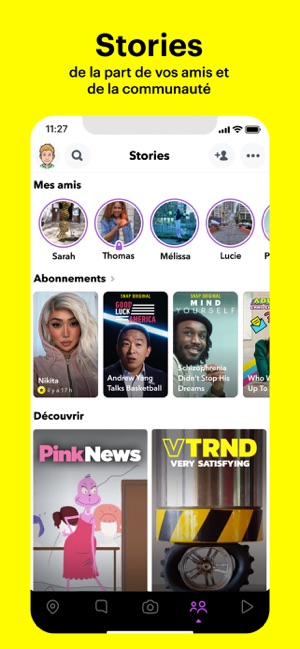 Stories
de la part de vos amis et
de la communauté
11:27
Stories
Mes amis
Sarah
Thomas
Mélissa
Lucie
P
Abonnements
Nikita
il y a 17 h
SNAP ORIGINAL
GOOD
LUCK
AMERICA
Andrew Yang
Talks Basketball
SNAP ORIGINAL
MIND
YOURSELF
Schizophrenia
Didn't Stop His
Dreams
Who W
Up To
Découvrir
PinkNews
VTRND
VERY SATISFYING